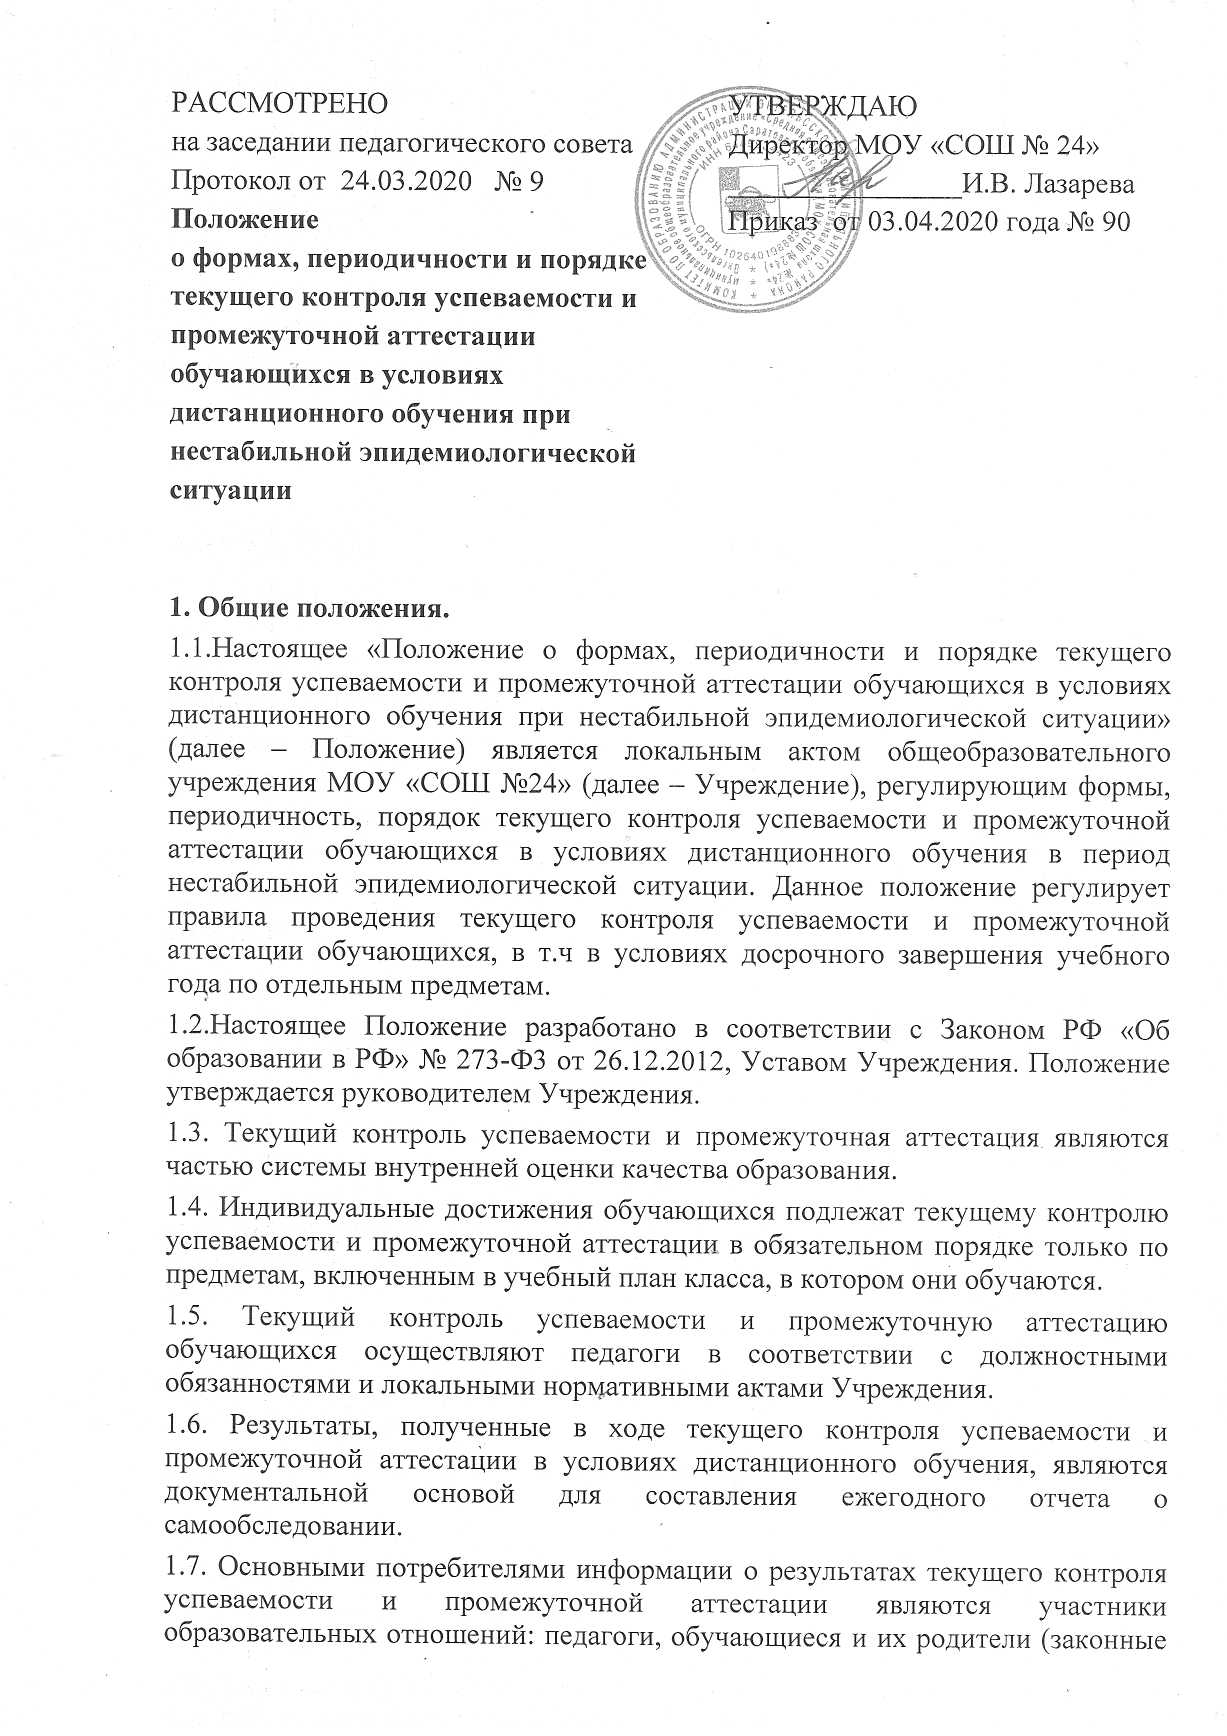 РАССМОТРЕНО
на заседании педагогического совета
Протокол от 24.03.2020 № 9
УТВЕРЖДАЮ
Директор МОУ «СОШ № 24»
________________И.В. Лазарева
Приказ от 03.04.2020 года № 90
Положение
о формах, периодичности и порядке
текущего контроля успеваемости и
промежуточной аттестации
обучающихся в условиях
дистанционного обучения при
нестабильной эпидемиологической
ситуации
1. Общие положения.
1.1.Настоящее «Положение о формах, периодичности и порядке текущего
контроля успеваемости и промежуточной аттестации обучающихся в условиях
дистанционного обучения при нестабильной эпидемиологической ситуации»
(далее – Положение) является локальным актом общеобразовательного
учреждения МОУ «СОШ №24» (далее – Учреждение), регулирующим формы,
периодичность, порядок текущего контроля успеваемости и промежуточной
аттестации обучающихся в условиях дистанционного обучения в период
нестабильной эпидемиологической ситуации. Данное положение регулирует
правила проведения текущего контроля успеваемости и промежуточной
аттестации обучающихся, в т.ч в условиях досрочного завершения учебного
года по отдельным предметам.
1.2.Настоящее Положение разработано в соответствии с Законом РФ «Об
образовании в РФ» № 273-ФЗ от 26.12.2012, Уставом Учреждения. Положение
утверждается руководителем Учреждения.
1.3. Текущий контроль успеваемости и промежуточная аттестация являются
частью системы внутренней оценки качества образования.
1.4. Индивидуальные достижения обучающихся подлежат текущему контролю
успеваемости и промежуточной аттестации в обязательном порядке только по
предметам, включенным в учебный план класса, в котором они обучаются.
1.5. Текущий контроль успеваемости и промежуточную аттестацию
обучающихся осуществляют педагоги в соответствии с должностными
обязанностями и локальными нормативными актами Учреждения.
1.6. Результаты, полученные в ходе текущего контроля успеваемости и
промежуточной аттестации в условиях дистанционного обучения, являются
документальной основой для составления ежегодного отчета о
самообследовании.
1.7. Основными потребителями информации о результатах текущего контроля
успеваемости и промежуточной аттестации являются участники
образовательных отношений: педагоги, обучающиеся и их родители (законные